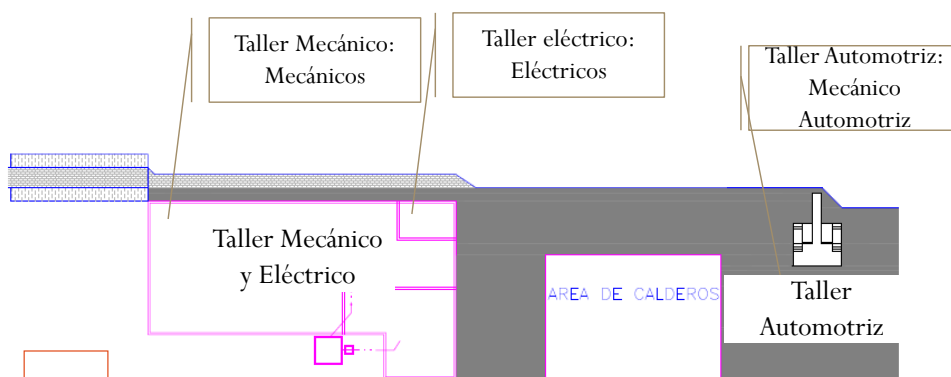 Taller Mecánico:
Mecánicos
Taller eléctrico:
Eléctricos
Taller Automotriz:
Mecánico
Automotriz
Taller Mecánico
y Eléctrico
AREA DE CALDEROS
Taller
Automotriz